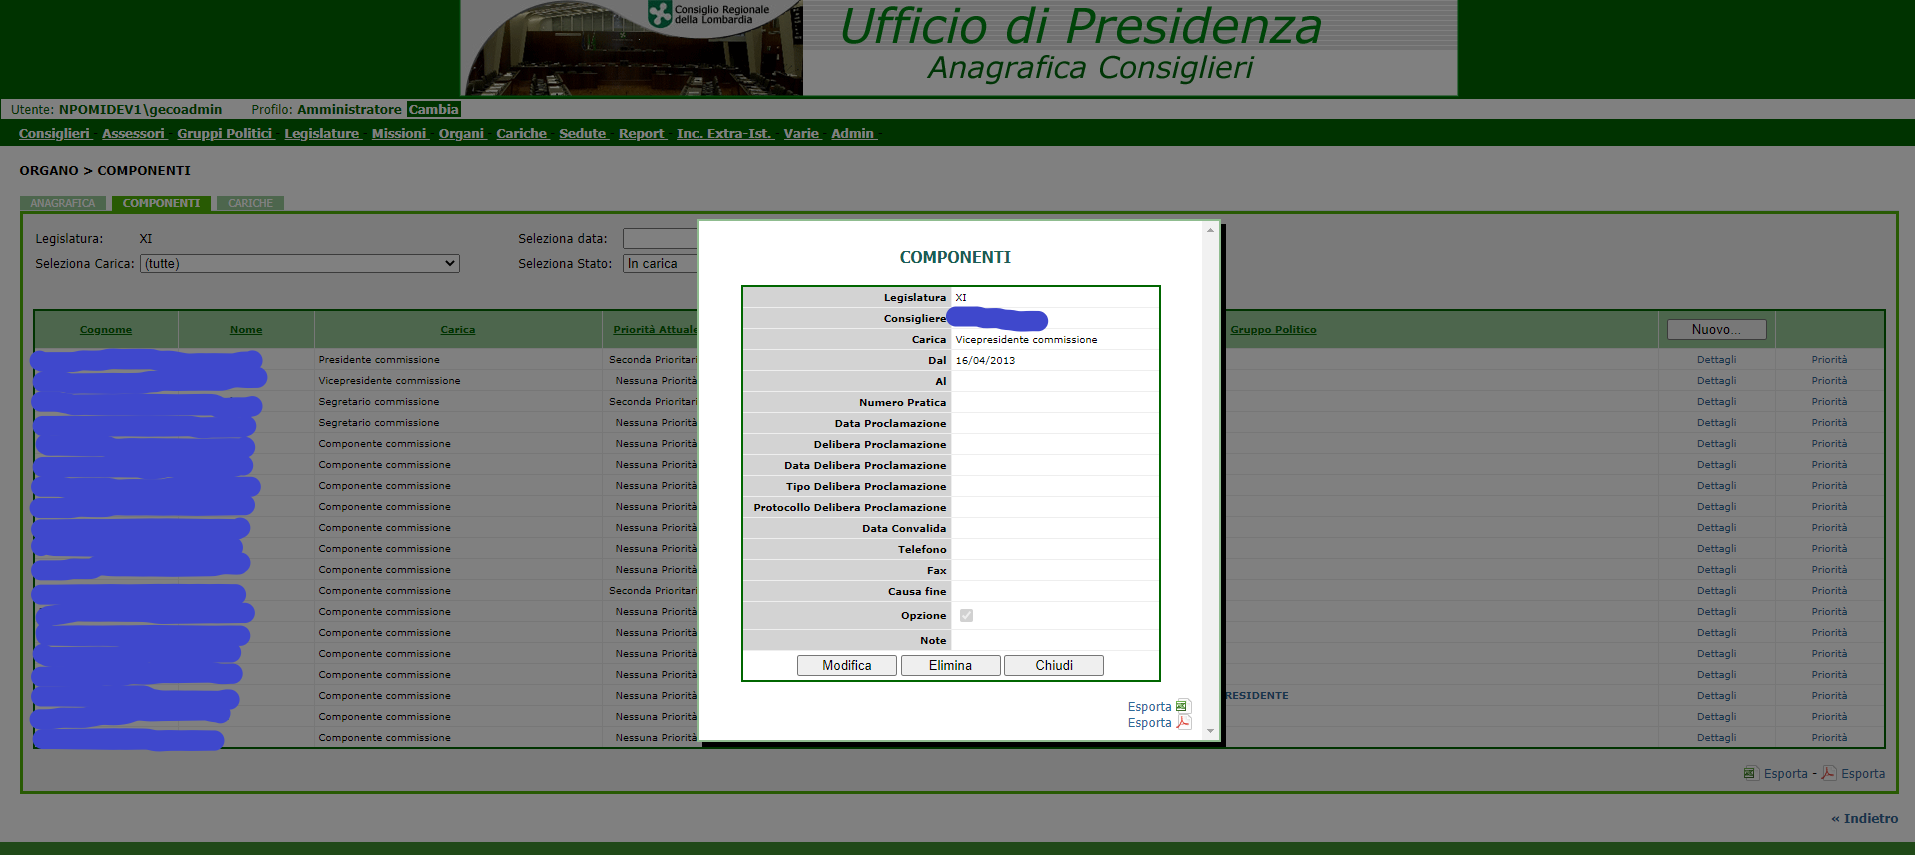 Consiglio Regionale
della Lombardia
Ufficio di Presidenza
Anagrafica Consiglieri
Utente: NPOMIDEV1\gecoadmin Profilo: Amministratore Cambia
Consiglieri Assessori Gruppi Politici Legislature Missioni Organi Cariche Sedute Report Inc. Extra-Ist. Varie Admin
ORGANO > COMPONENTI
ANAGRAFICA COMPONENTI CARICHE
Legislatura: XI Seleziona data:
Seleziona Carica: (tutte) Seleziona Stato: In carica
Cognome Nome Carica Priorità Attuale Gruppo Politico Nuovo...
Presidente commissione Seconda Prioritari Dettagli Priorità
Vicepresidente commissione Nessuna Priorità Dettagli Priorità
Segretario commissione Seconda Prioritari Dettagli Priorità
Segretario commissione Nessuna Priorità Dettagli Priorità
Componente commissione Nessuna Priorità Dettagli Priorità
Componente commissione Nessuna Priorità Dettagli Priorità
Componente commissione Nessuna Priorità Dettagli Priorità
Componente commissione Nessuna Priorità Dettagli Priorità
Componente commissione Nessuna Priorità Dettagli Priorità
Componente commissione Nessuna Priorità Dettagli Priorità
Componente commissione Nessuna Priorità Dettagli Priorità
Componente commissione Seconda Prioritari Dettagli Priorità
Componente commissione Nessuna Priorità Dettagli Priorità
Componente commissione Nessuna Priorità Dettagli Priorità
Componente commissione Nessuna Priorità Dettagli Priorità
Componente commissione Nessuna Priorità Dettagli Priorità
Componente commissione Nessuna Priorità RESIDENTE Dettagli Priorità
Componente commissione Nessuna Priorità Dettagli Priorità
Componente commissione Nessuna Priorità Dettagli Priorità
COMPONENTI
Legislatura XI
Consigliere
Carica Vicepresidente commissione
Dal 16/04/2013
Al
Numero Pratica
Data Proclamazione
Delibera Proclamazione
Data Delibera Proclamazione
Tipo Delibera Proclamazione
Protocollo Delibera Proclamazione
Data Convalida
Telefono
Fax
Causa fine
Opzione
Note
Modifica Elimina Chiudi
Esporta
Esporta
Esporta - Esporta
« Indietro